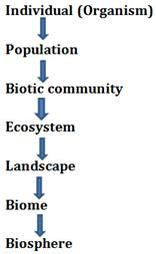 Individual (Organism)
Population
Biotic community
Ecosystem
Landscape
Biome
Biosphere